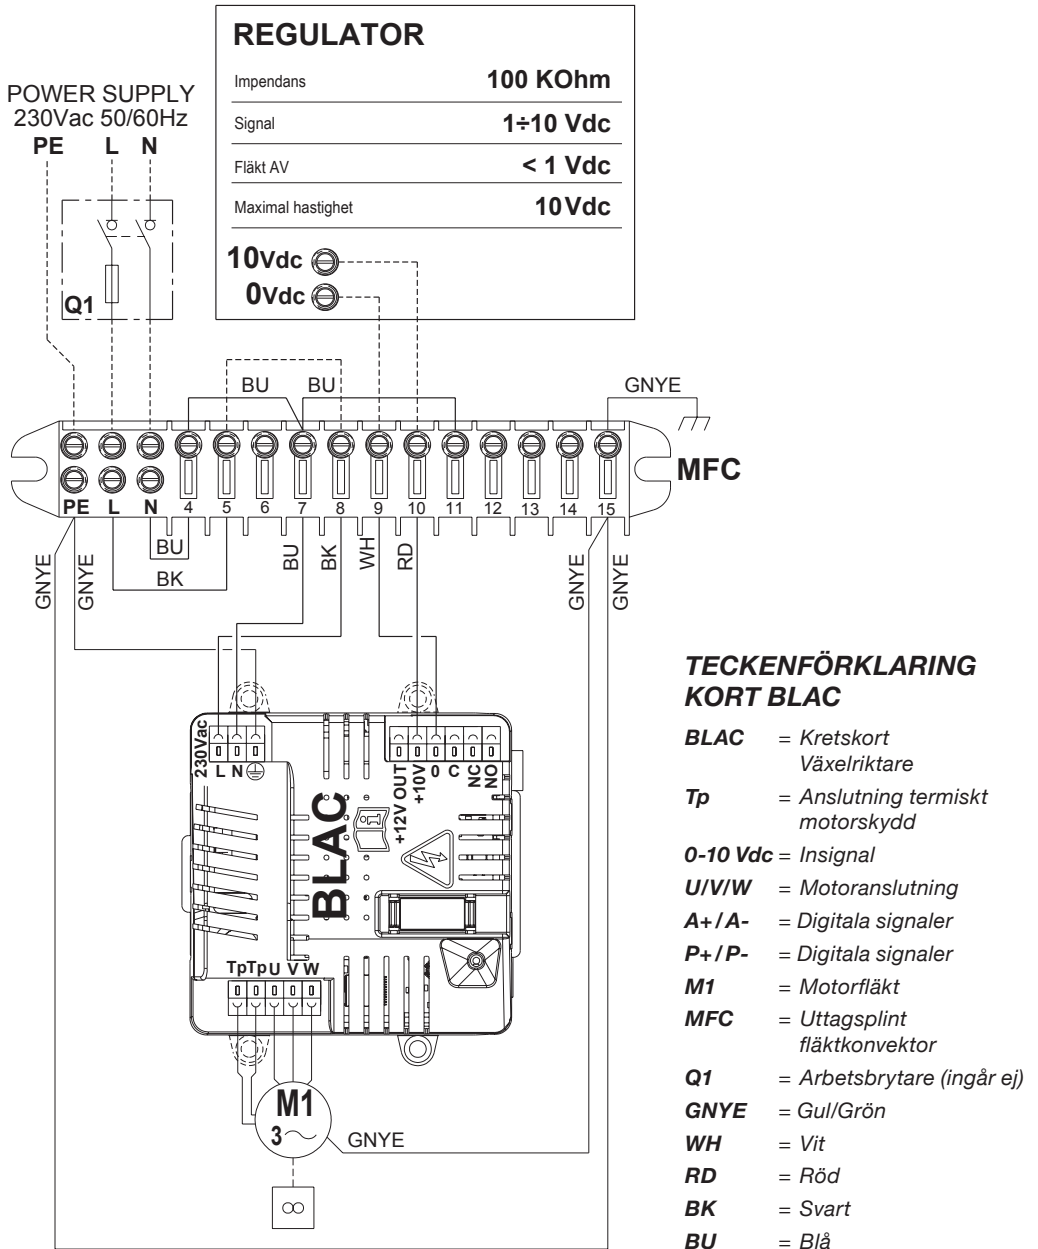 REGULATOR
Impendans 100 KOhm
Signal 1÷10 Vdc
Fläkt AV < 1 Vdc
Maximal hastighet 10Vdc
10Vdc
0Vdc
POWER SUPPLY
230Vac 50/60Hz
PE L N
Q1
BU BU GNYE
MFC
PE L N 4 5 6 7 8 9 10 11 12 13 14 15
GNYE GNYE BU BK BU BK WH RD GNYE GNYE
230Vac
L N
+12V OUT +10V 0 C NC NO
BLAC
Tp Tp U V W
M1
3
GNYE
TECKENFÖRKLARING
KORT BLAC
BLAC = Kretskort
Växelriktare
Tp = Anslutning termiskt
motorskydd
0-10 Vdc = Insignal
U/V/W = Motoranslutning
A+/A- = Digitala signaler
P+/P- = Digitala signaler
M1 = Motorfläkt
MFC = Uttagsplint
fläktkonvektor
Q1 = Arbetsbrytare (ingår ej)
GNYE = Gul/Grön
WH = Vit
RD = Röd
BK = Svart
BU = Blå